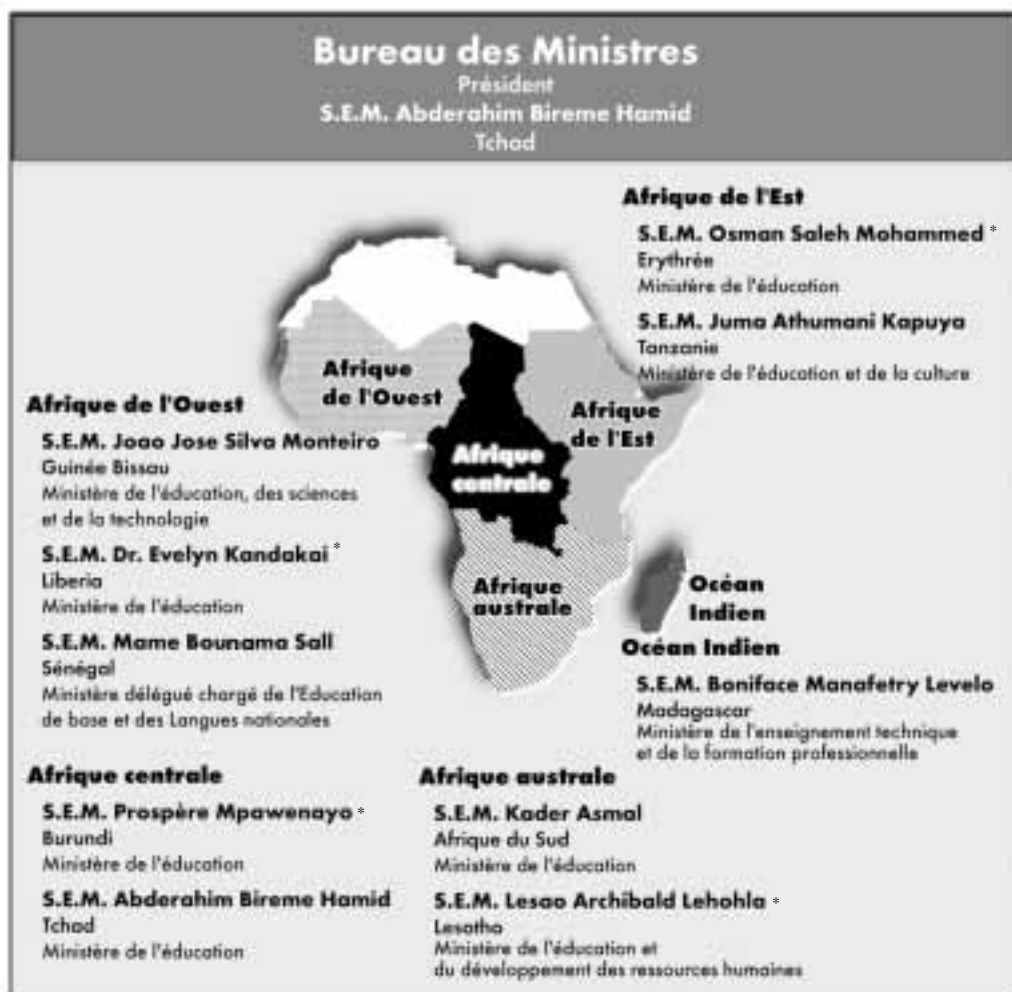 Bureau des Ministres
Président
S.E.M. Abderahim Bireme Hamid
Tchad
Afrique de l'Est
S.E.M. Osman Saleh Mohammed *
Erythrée
Ministère de l'éducation
S.E.M. Juma Athumani Kapuya
Tanzanie
Ministère de l'éducation et de la culture
Afrique
de l'Ouest
Afrique
de l'Est
Afrique
centrale
Afrique
australe
Océan
Indien
Afrique de l'Ouest
S.E.M. Joao Jose Silva Monteiro
Guinée Bissau
Ministère de l'éducation, des sciences
et de la technologie
S.E.M. Dr. Evelyn Kandakai *
Liberia
Ministère de l'éducation
S.E.M. Mame Bounama Sall
Sénégal
Ministère délégué chargé de l'Education
de base et des Langues nationales
Océan Indien
S.E.M. Boniface Manafetry Levelo
Madagascar
Ministère de l'enseignement technique
et de la formation professionnelle
Afrique centrale
S.E.M. Prospère Mpawenayo *
Burundi
Ministère de l'éducation
S.E.M. Abderahim Bireme Hamid
Tchad
Ministère de l'éducation
Afrique australe
S.E.M. Kader Asmal
Afrique du Sud
Ministère de l'éducation
S.E.M. Lesao Archibald Lehohla *
Lesotho
Ministère de l'éducation et
du développement des ressources humaines